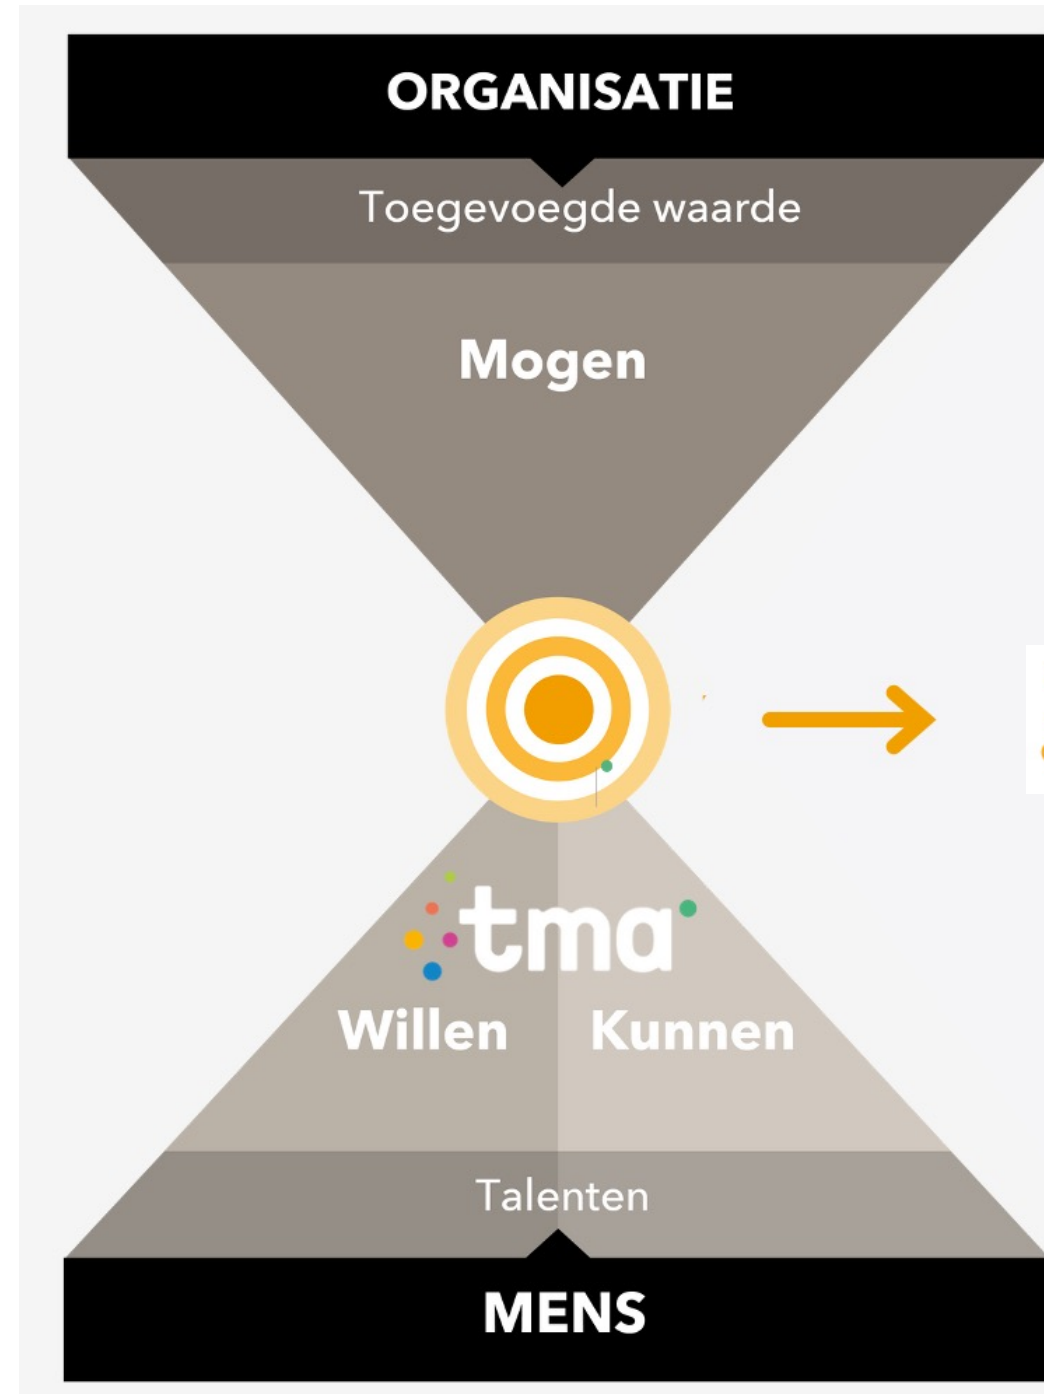 ORGANISATIE
Toegevoegde waarde
Mogen
tma
Willen Kunnen
Talenten
MENS